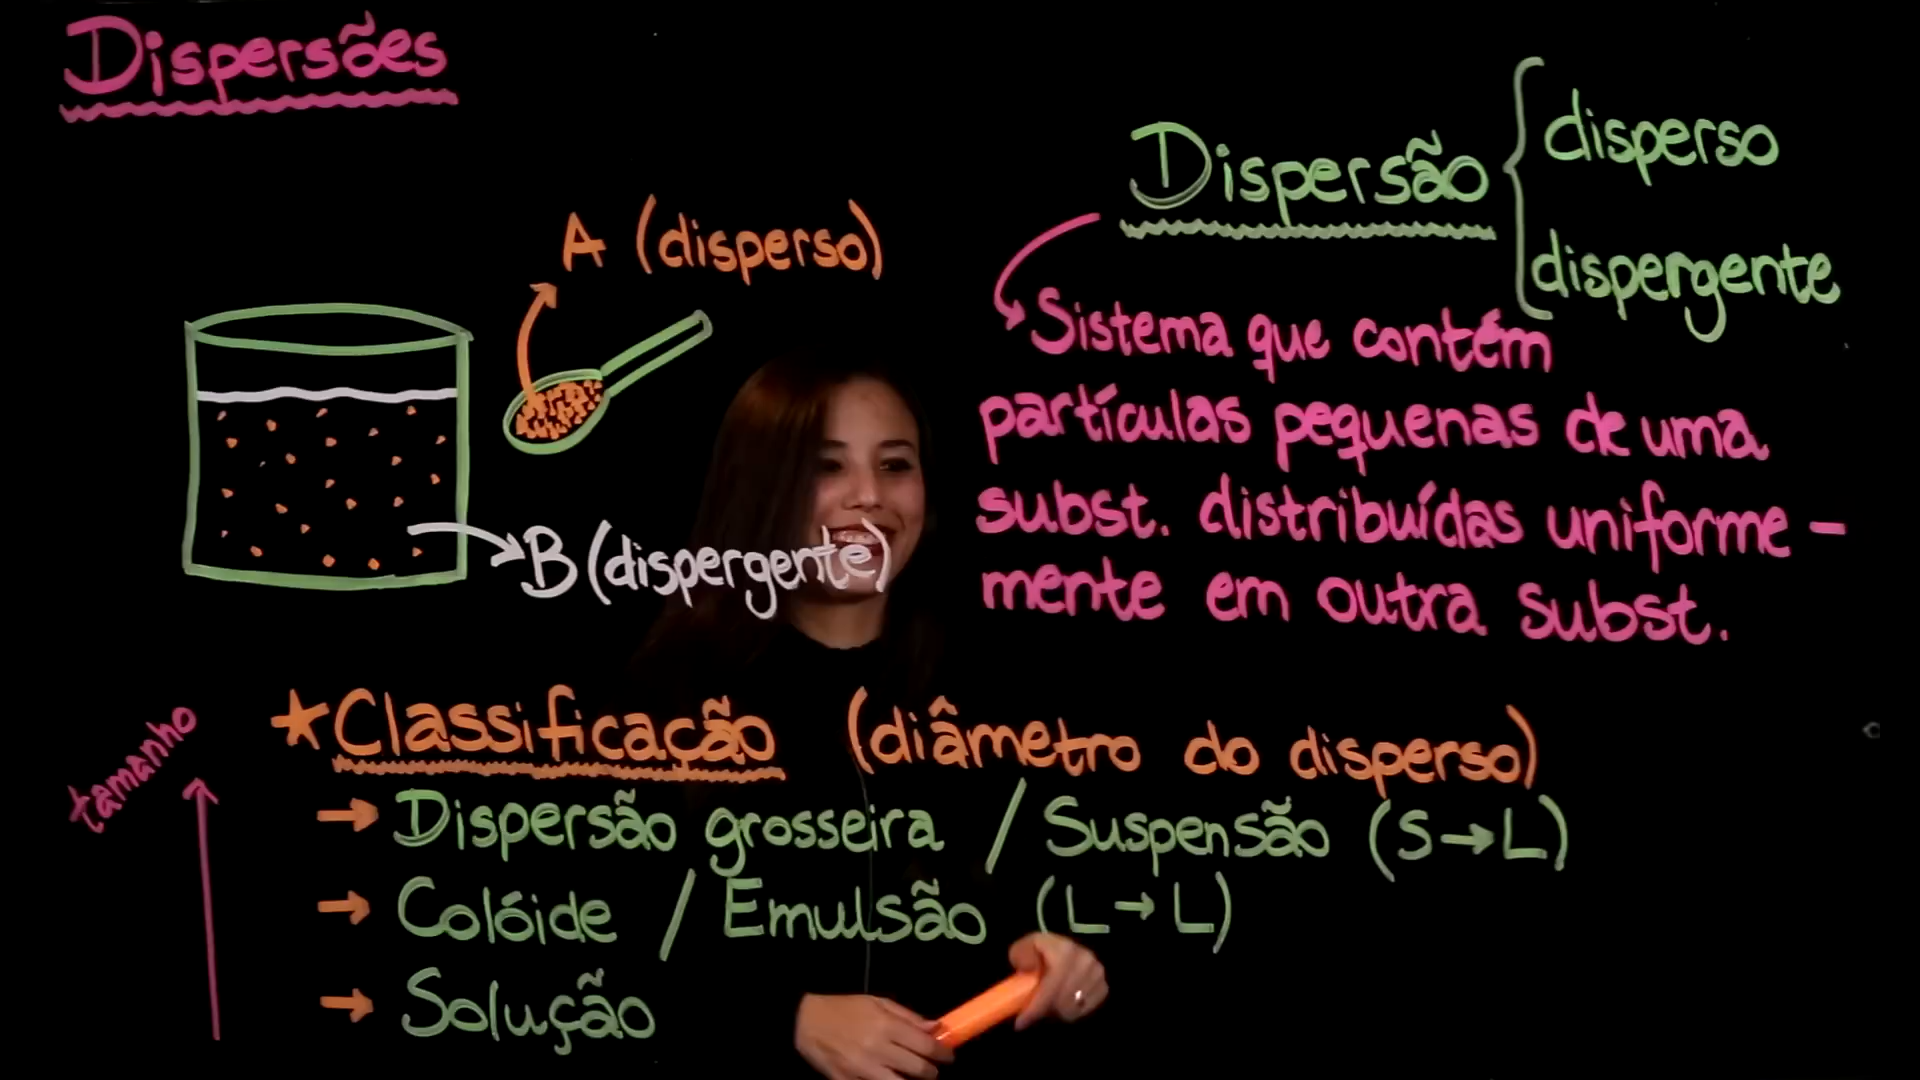 Dispersões
A (disperso)
B (dispergente)
Dispersão { disperso
dispergente
Sistema que contém
partículas pequenas de uma
subst. distribuídas uniforme-
mente em outra subst.
tamanho
★Classificação (diâmetro do disperso)
→ Dispersão grosseira / Suspensão (S→L)
→ Colóide / Emulsão (L→L)
→ Solução